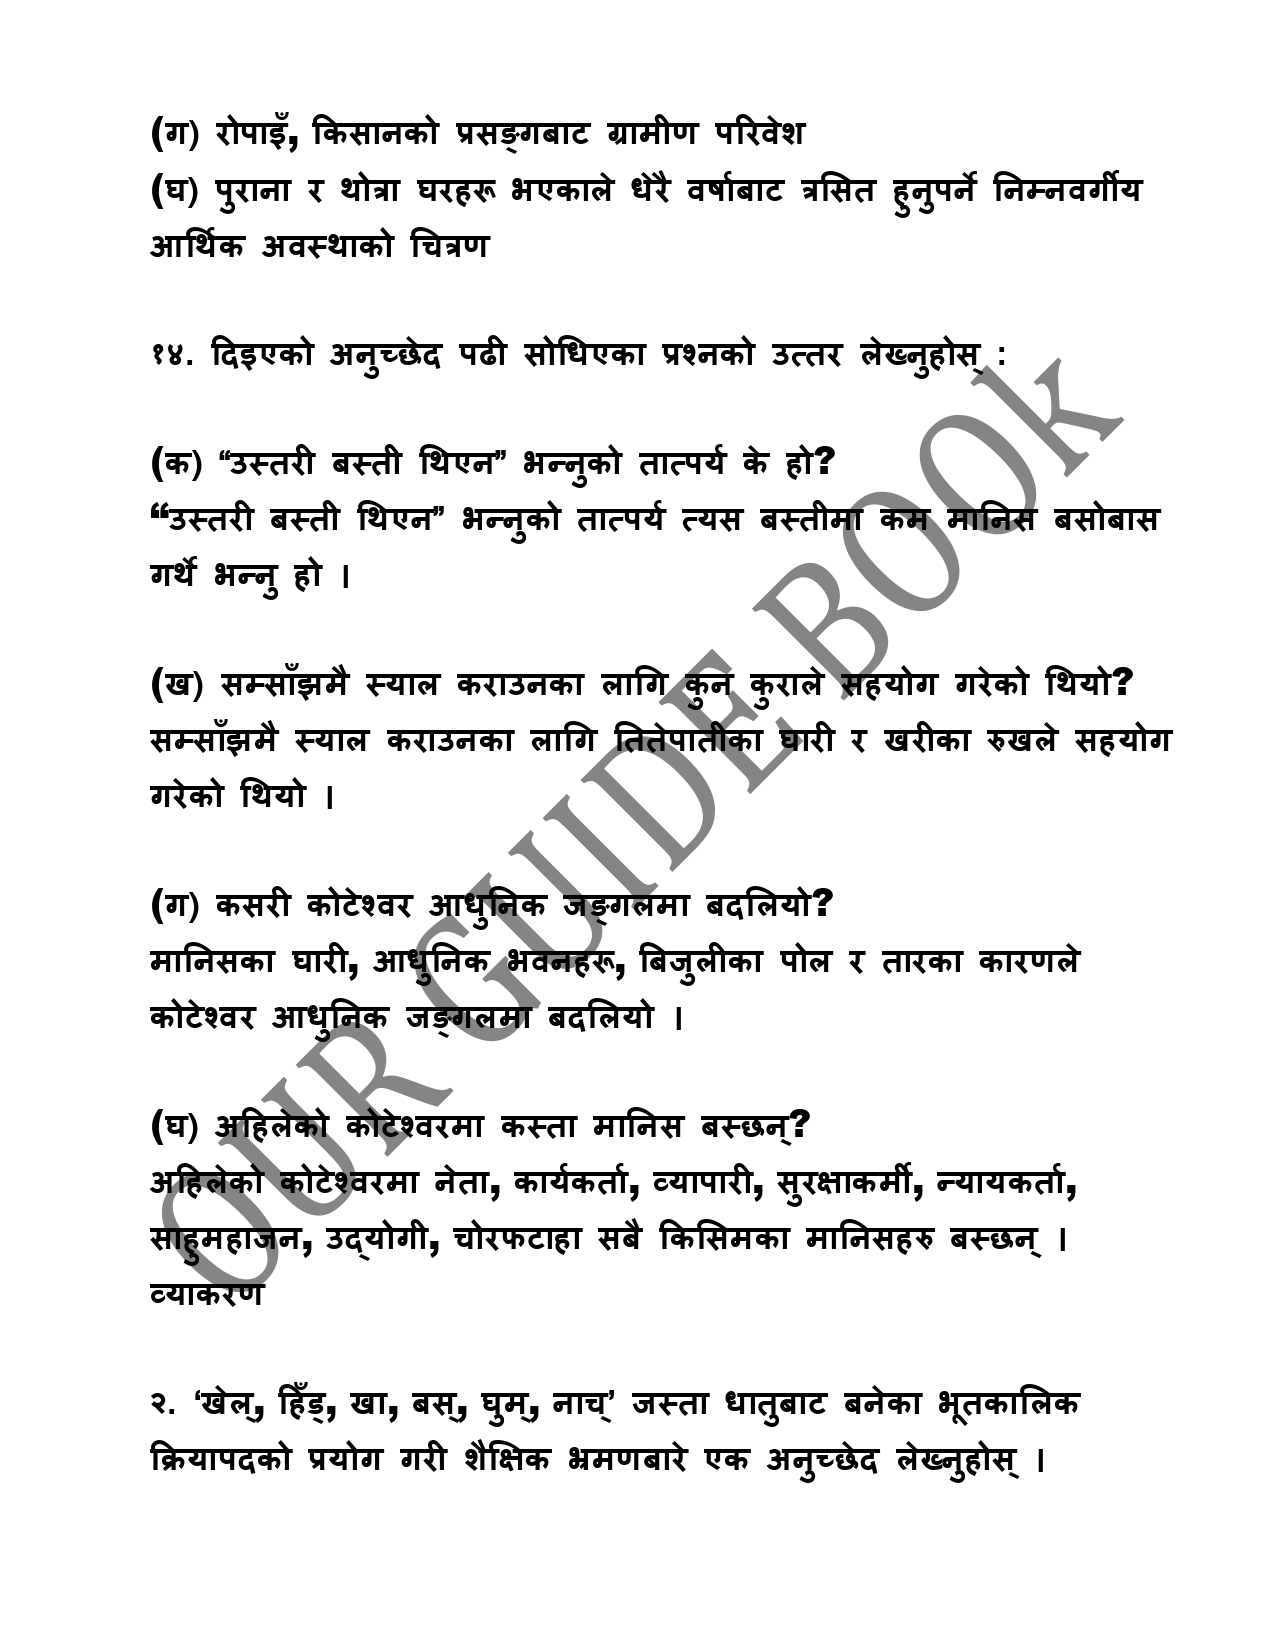 (ग) रोपाइँ, किसानको प्रसङ्गबाट ग्रामीण परिवेश
(घ) पुराना र थोत्रा घरहरू भएकाले धेरै वर्षाबाट त्रसित हुनुपर्ने निम्नवर्गीय
आर्थिक अवस्थाको चित्रण
१४. दिइएको अनुच्छेद पढी सोधिएका प्रश्नको उत्तर लेख्नुहोस् :
(क) “उस्तरी बस्ती थिएन” भन्नुको तात्पर्य के हो?
“उस्तरी बस्ती थिएन” भन्नुको तात्पर्य त्यस बस्तीमा कम मानिस बसोबास
गर्थे भन्नु हो ।
(ख) सम्साँझमै स्याल कराउनका लागि कुन कुराले सहयोग गरेको थियो?
सम्साँझमै स्याल कराउनका लागि तितेपातीका घारी र खरीका रुखले सहयोग
गरेको थियो ।
(ग) कसरी कोटेश्वर आधुनिक जङ्गलमा बदलियो?
मानिसका घारी, आधुनिक भवनहरू, बिजुलीका पोल र तारका कारणले
कोटेश्वर आधुनिक जङ्गलमा बदलियो ।
(घ) अहिलेको कोटेश्वरमा कस्ता मानिस बस्छन्?
अहिलेको कोटेश्वरमा नेता, कार्यकर्ता, व्यापारी, सुरक्षाकर्मी, न्यायकर्ता,
साहुमहाजन, उद्योगी, चोरफटाहा सबै किसिमका मानिसहरु बस्छन् ।
व्याकरण
२. ‘खेल्, हिँड्, खा, बस्, घुम्, नाच्’ जस्ता धातुबाट बनेका भूतकालिक
क्रियापदको प्रयोग गरी शैक्षिक भ्रमणबारे एक अनुच्छेद लेख्नुहोस् ।
OUR GUIDE BOOk